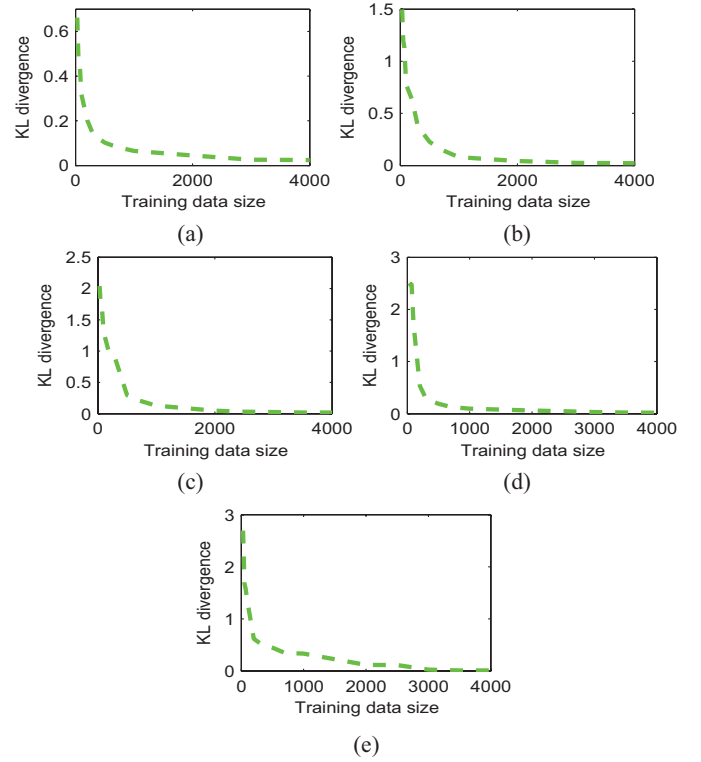 0.6
0.4
0.2
0
KL divergence
0 2000 4000
Training data size
(a)
1.5
1
0.5
0
KL divergence
0 2000 4000
Training data size
(b)
2.5
2
1.5
1
0.5
0
KL divergence
0 2000 4000
Training data size
(c)
3
2
1
0
KL divergence
0 1000 2000 3000 4000
Training data size
(d)
3
2
1
0
KL divergence
0 1000 2000 3000 4000
Training data size
(e)